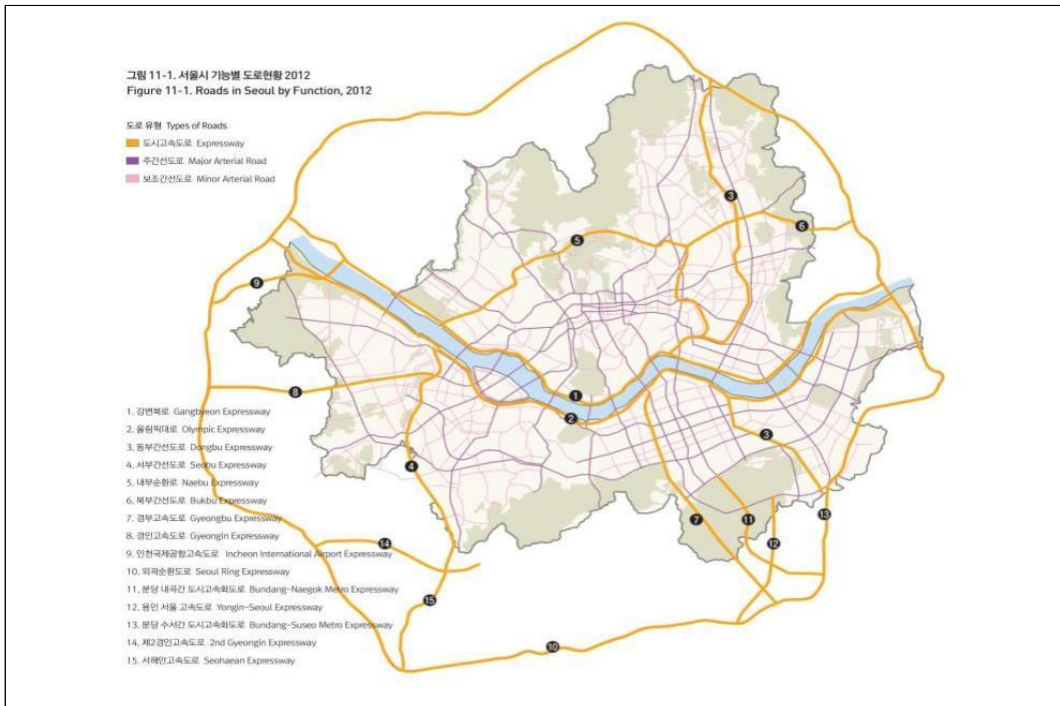 그림 11-1. 서울시 기능별 도로현황 2012
Figure 11-1. Roads in Seoul by Function, 2012
도로 유형 Types of Roads
도시고속도로 Expressway
주간선도로 Major Arterial Road
보조간선도로 Minor Arterial Road
3
6
5
9
8
1
2
3
4
7
11
12
13
14
15
10
1. 강변북로 Gangbyeon Expressway
2. 올림픽대로 Olympic Expressway
3. 동부간선도로 Dongbu Expressway
4. 서부간선도로 Seobu Expressway
5. 내부순환로 Naebu Expressway
6. 북부간선도로 Bukbu Expressway
7. 경부고속도로 Gyeongbu Expressway
8. 경인고속도로 Gyeongin Expressway
9. 인천국제공항고속도로 Incheon International Airport Expressway
10. 외곽순환도로 Seoul Ring Expressway
11. 분당 내곡간 도시고속화도로 Bundang-Naegok Metro Expressway
12. 용인 서울 고속도로 Yongin-Seoul Expressway
13. 분당 수서간 도시고속화도로 Bundang-Suseo Metro Expressway
14. 제2경인고속도로 2nd Gyeongin Expressway
15. 서해안고속도로 Seohaean Expressway